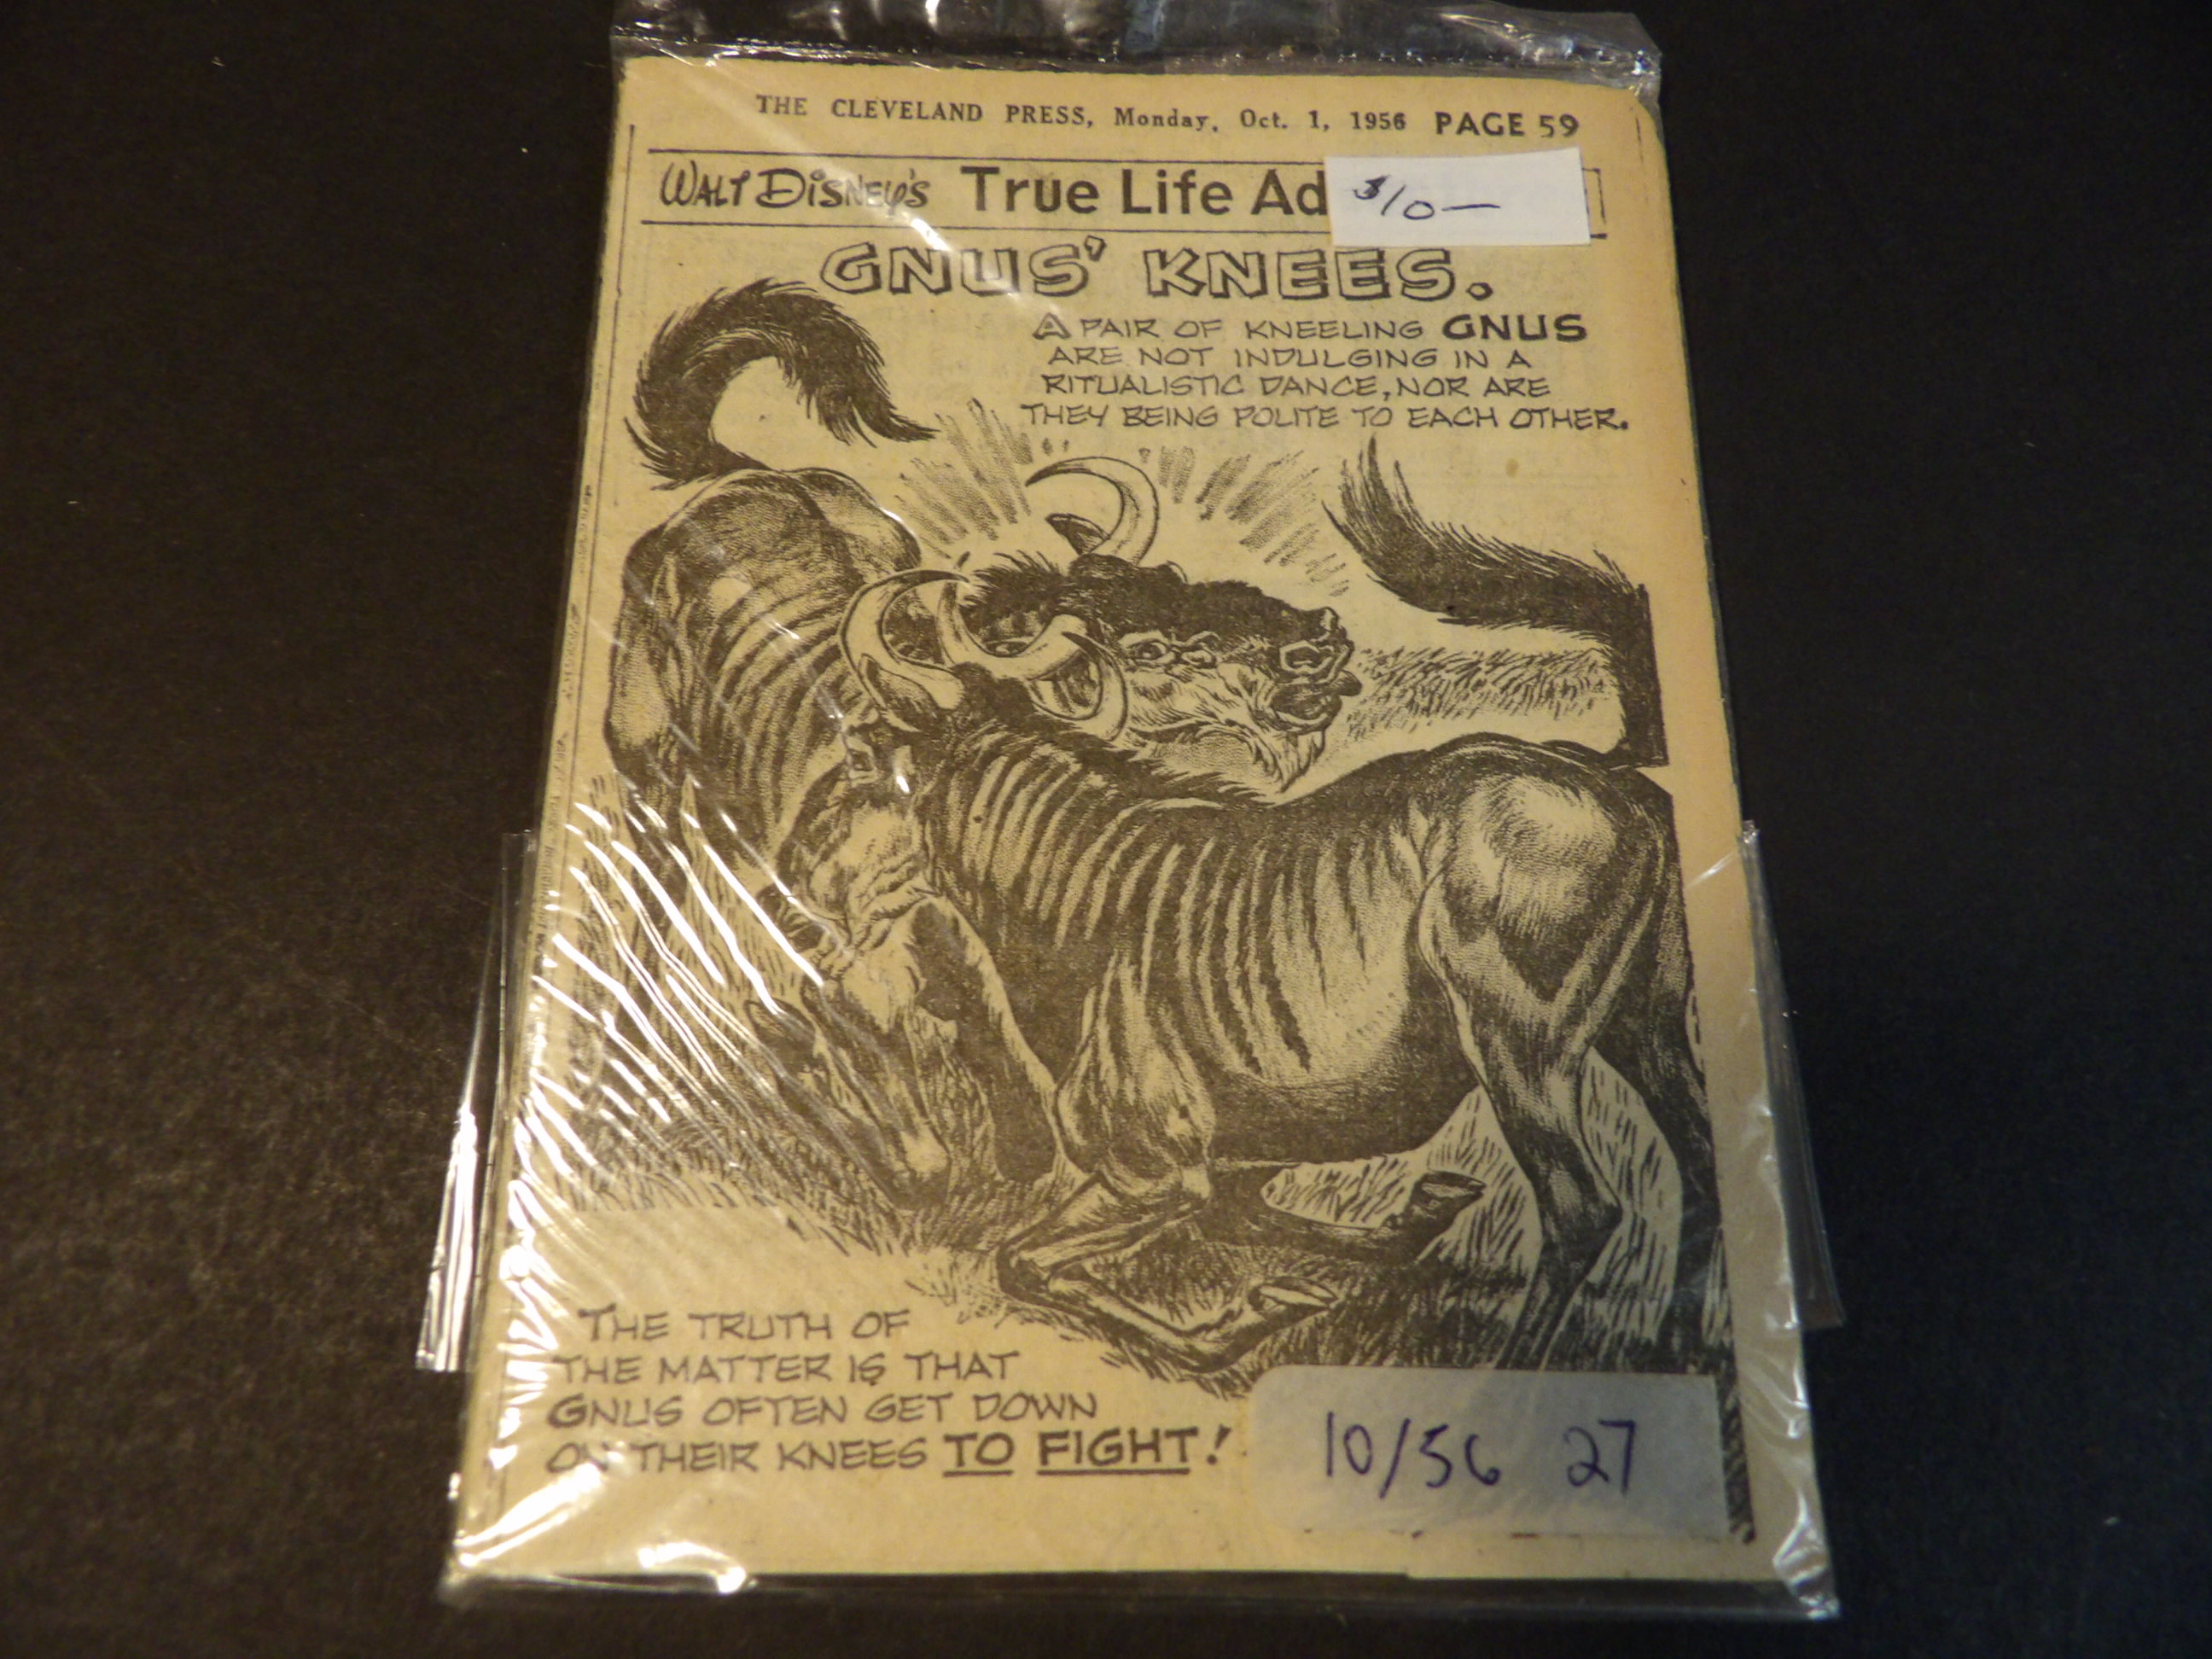 THE CLEVELAND PRESS, Monday, Oct. 1, 1956 PAGE 59
WALT DISNEY'S True Life Ad
$10—
GNUS' KNEES.
A PAIR OF KNEELING GNUS
ARE NOT INDULGING IN A
RITUALISTIC DANCE, NOR ARE
THEY BEING POLITE TO EACH OTHER.
THE TRUTH OF
THE MATTER IS THAT
GNUS OFTEN GET DOWN
ON THEIR KNEES TO FIGHT!
10/56 27